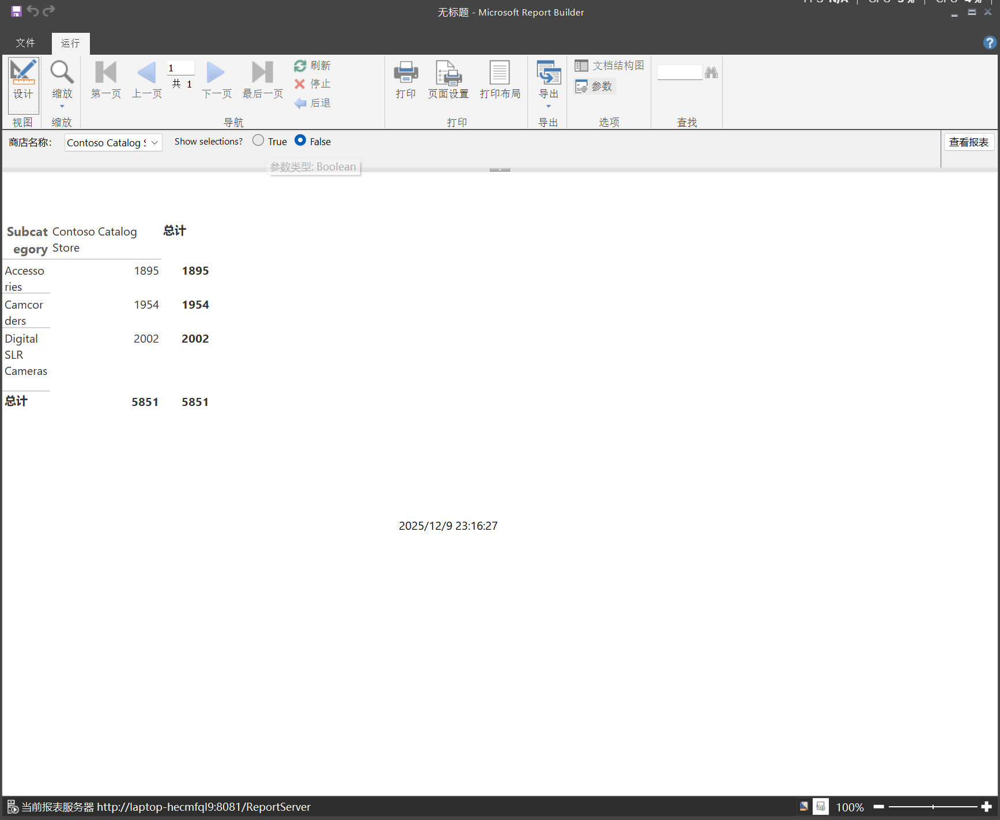 无标题 - Microsoft Report Builder
文件
运行
设计
缩放
第一页
上一页
1
共 1
下一页
最后一页
刷新
停止
后退
打印
页面设置
打印布局
导出
文档结构图
参数
视图
缩放
导航
打印
导出
选项
查找
商店名称:
Contoso Catalog
Show selections?
True
False
查看报表
参数类型: Boolean
Subcat
egory
Contoso Catalog
Store
总计
Accesso
ries
1895
1895
Camcor
ders
1954
1954
Digital
SLR
Cameras
2002
2002
总计
5851
5851
2025/12/9 23:16:27
当前报表服务器 http://laptop-hecmfql9:8081/ReportServer
100%